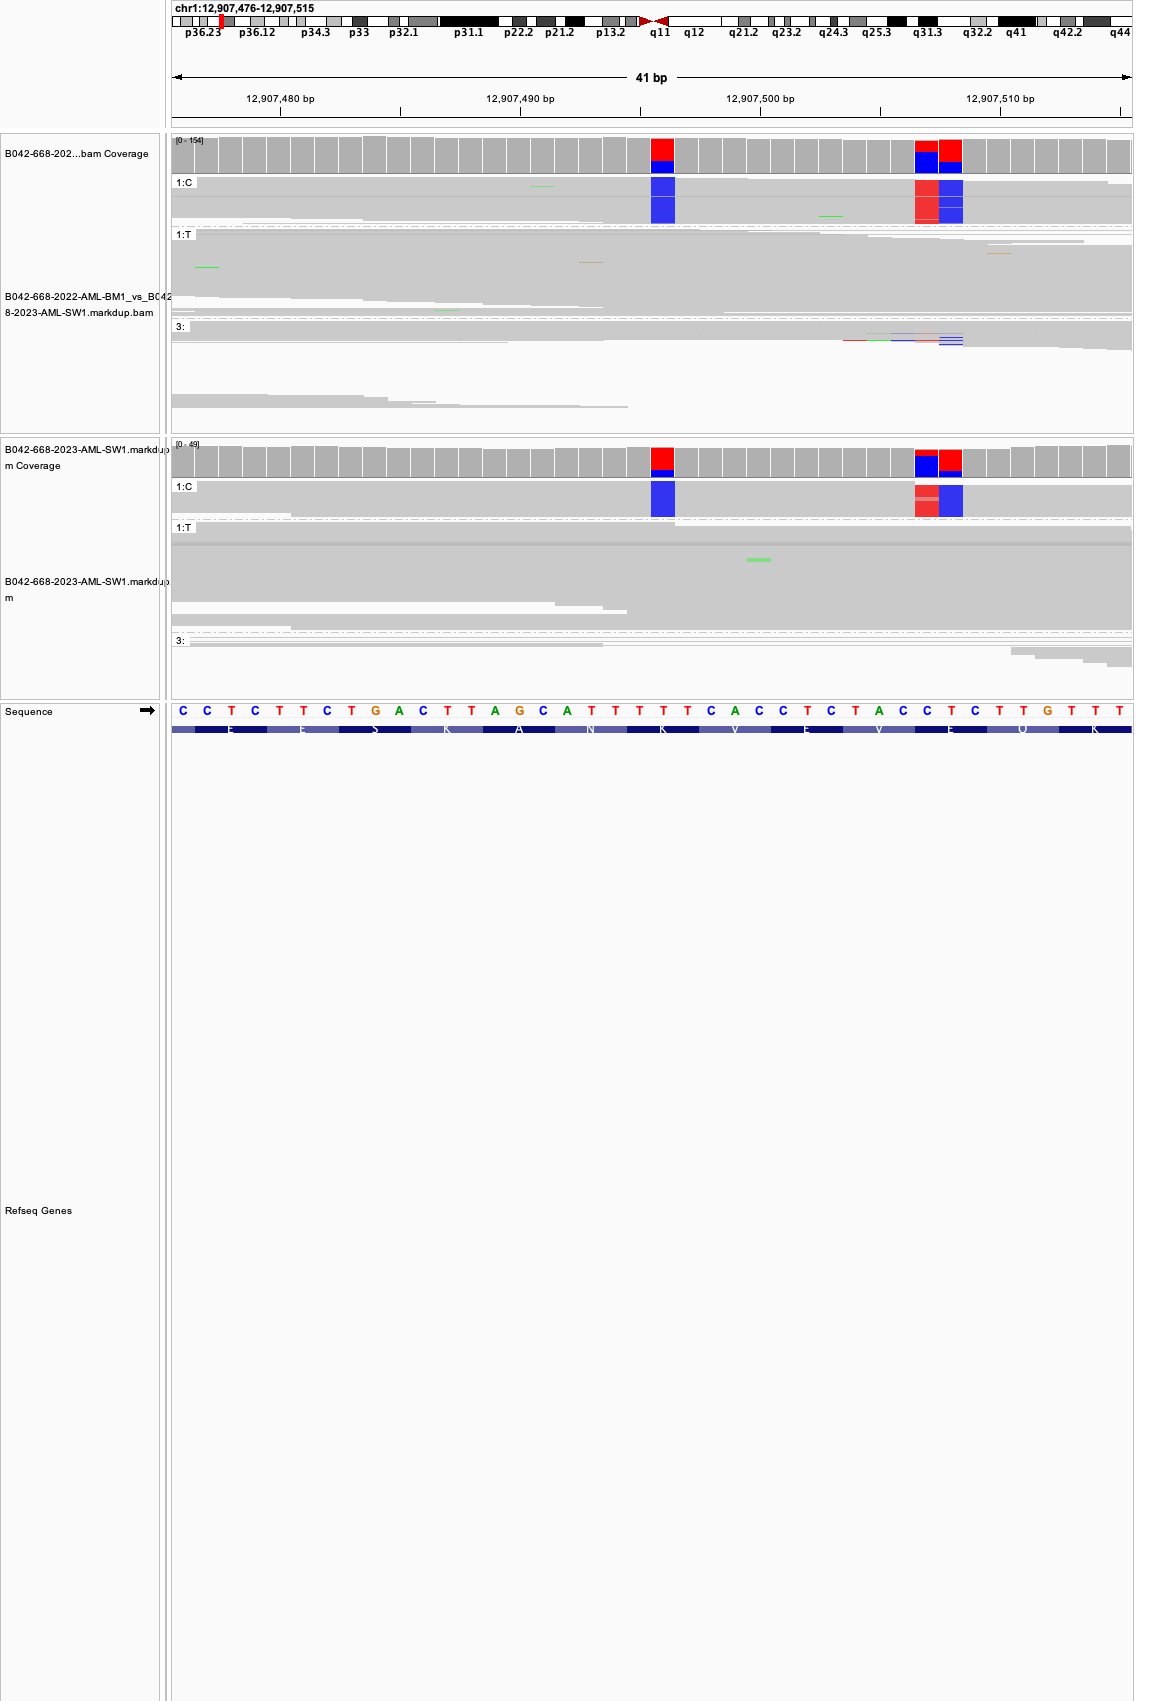 chr1:12,907,476-12,907,515
p36.23 p36.12 p34.3 p33 p32.1 p31.1 p22.2 p21.2 p13.2 q11 q12 q21.2 q23.2 q24.3 q25.3 q31.3 q32.2 q41 q42.2 q44
41 bp
12,907,480 bp 12,907,490 bp 12,907,500 bp 12,907,510 bp
[0 - 154]
B042-668-202...bam Coverage
1:C
1:T
B042-668-2022-AML-BM1_vs_B042
8-2023-AML-SW1.markdup.bam
3:
[0 - 49]
B042-668-2023-AML-SW1.markdup
m Coverage
1:C
1:T
B042-668-2023-AML-SW1.markdup
m
3:
Sequence C C T C T T C T G A C T T A G C A T T T T T C A C C T C T A C C T C T T G T T T
E E S K A N K V E V E Q K
Refseq Genes